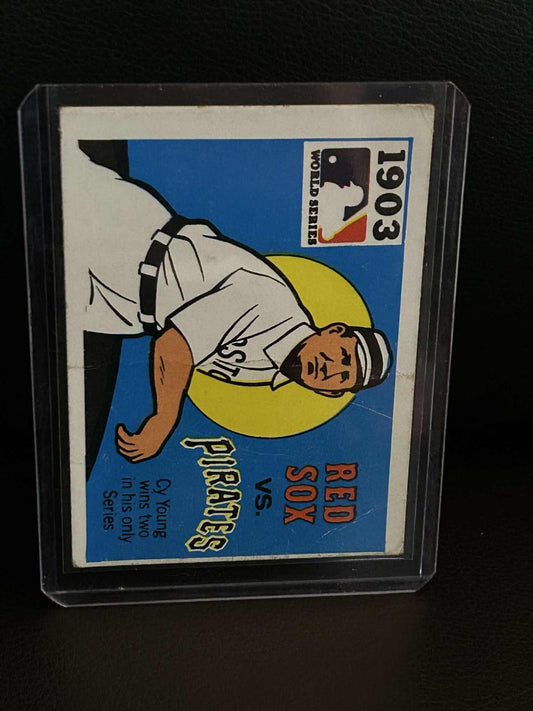 1903
WORLD SERIES
RED
SOX
VS.
PIRATES
Cy Young
wins two
in his only
Series